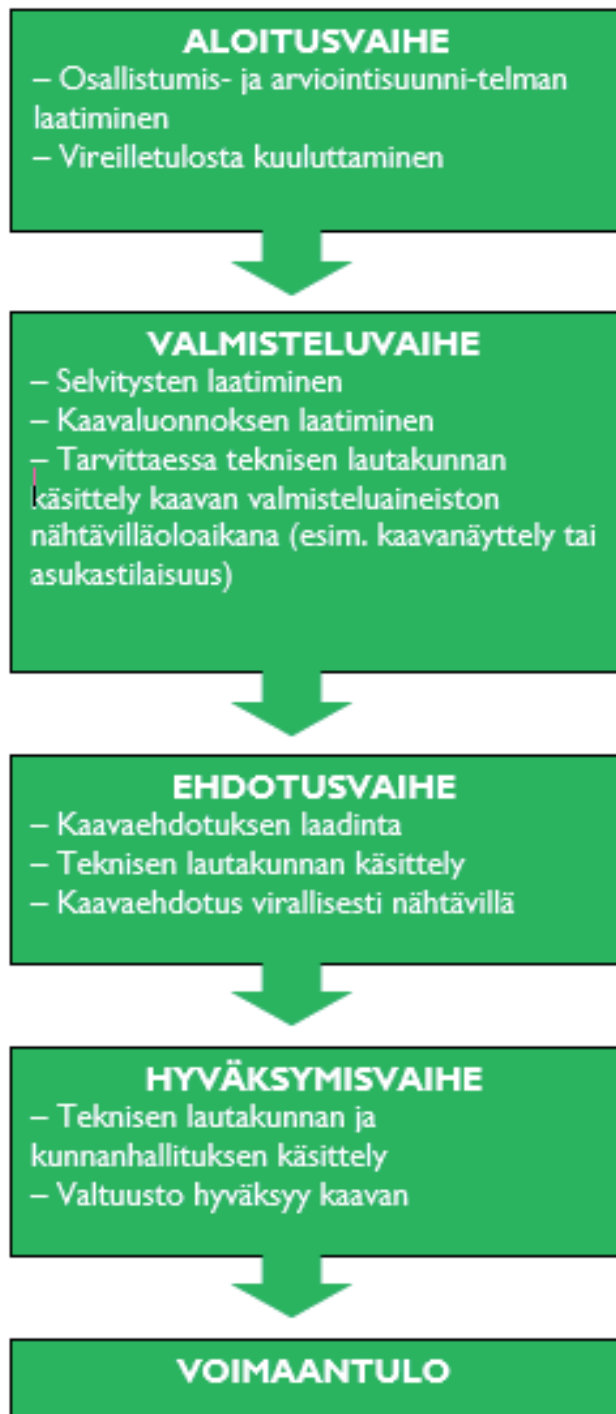 ALOITUSVAIHE
– Osallistumis- ja arviointisuunni-telman
laatiminen
– Vireilletulosta kuuluttaminen
VALMISTELUVAIHE
– Selvitysten laatiminen
– Kaavaluonnoksen laatiminen
– Tarvittaessa teknisen lautakunnan
käsittely kaavan valmisteluaineiston
nähtävilläoloaikana (esim. kaavanäyttely tai
asukastilaisuus)
EHDOTUSVAIHE
– Kaavaehdotuksen laadinta
– Teknisen lautakunnan käsittely
– Kaavaehdotus virallisesti nähtävillä
HYVÄKSYMISVAIHE
– Teknisen lautakunnan ja
kunnanhallituksen käsittely
– Valtuusto hyväksyy kaavan
VOIMAANTULO